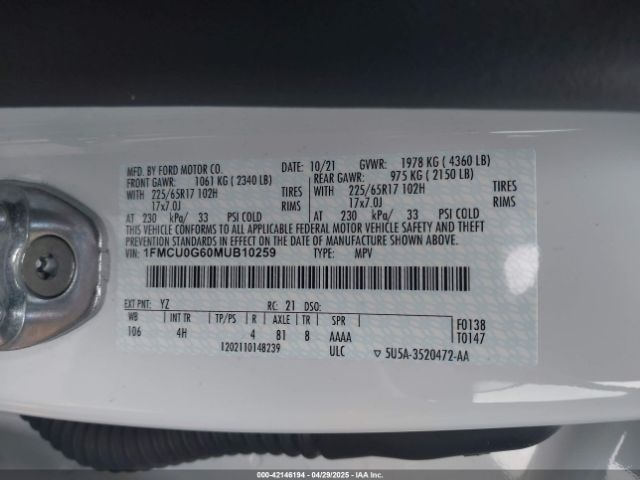 MFD. BY FORD MOTOR CO.
DATE: 10/21 GVWR: 1978 KG ( 4360 LB)
FRONT GAWR: 1061 KG ( 2340 LB) REAR GAWR: 975 KG ( 2150 LB)
WITH 225/65R17 102H TIRES WITH 225/65R17 102H TIRES
17x7.0J RIMS 17x7.0J RIMS
AT 230 kPa/ 33 PSI COLD AT 230 kPa/ 33 PSI COLD
THIS VEHICLE CONFORMS TO ALL APPLICABLE FEDERAL MOTOR VEHICLE SAFETY AND
THEFT PREVENTION STANDARDS IN EFFECT ON THE DATE OF MANUFACTURE SHOWN ABOVE.
VIN: 1FMCU0G60MUB10259 TYPE: MPV
EXT PNT: YZ RC: 21 DSO:
WB INT TR TP/PS R AXLE TR SPR
106 4H 4 81 8 AAAA
F0138
T0147
1202110148239 ULC 5U5A-3520472-AA
000-42146194 - 04/29/2025 - IAA Inc.